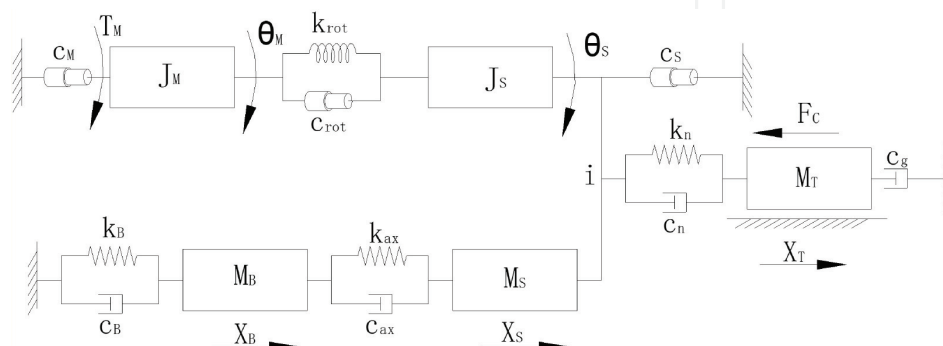 T_M
θ_M
k_rot
θ_S
c_M
c_S
J_M
J_S
c_rot
F_C
k_n
M_T
c_g
i
c_n
k_B
k_ax
X_T
M_B
M_S
c_B
c_ax
X_B
X_S